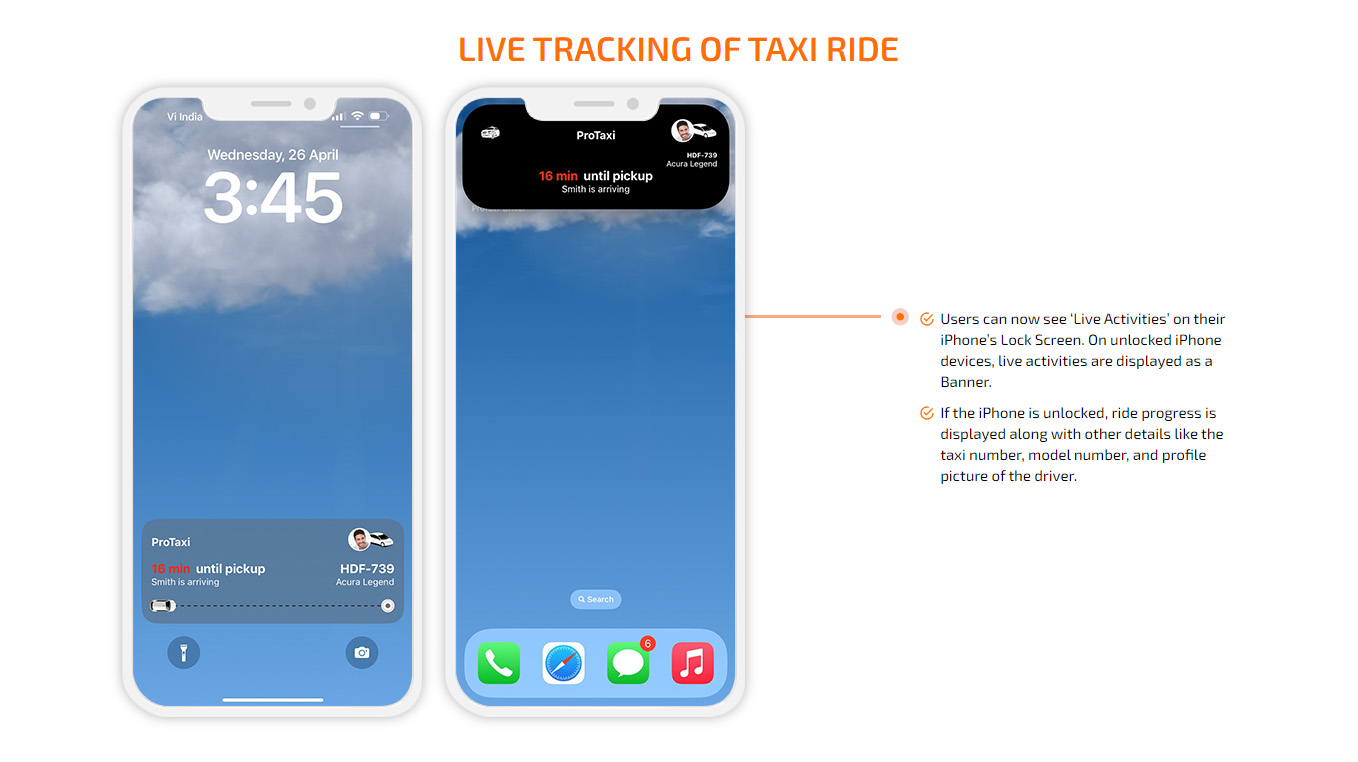 LIVE TRACKING OF TAXI RIDE
Vi India
Wednesday, 26 April
3:45
ProTaxi
16 min until pickup
Smith is arriving
HDF-739
Acura Legend
ProTaxi
HDF-739
Acura Legend
16 min until pickup
Smith is arriving
Search
6
Users can now see ‘Live Activities’ on their
iPhone’s Lock Screen. On unlocked iPhone
devices, live activities are displayed as a
Banner.
If the iPhone is unlocked, ride progress is
displayed along with other details like the
taxi number, model number, and profile
picture of the driver.